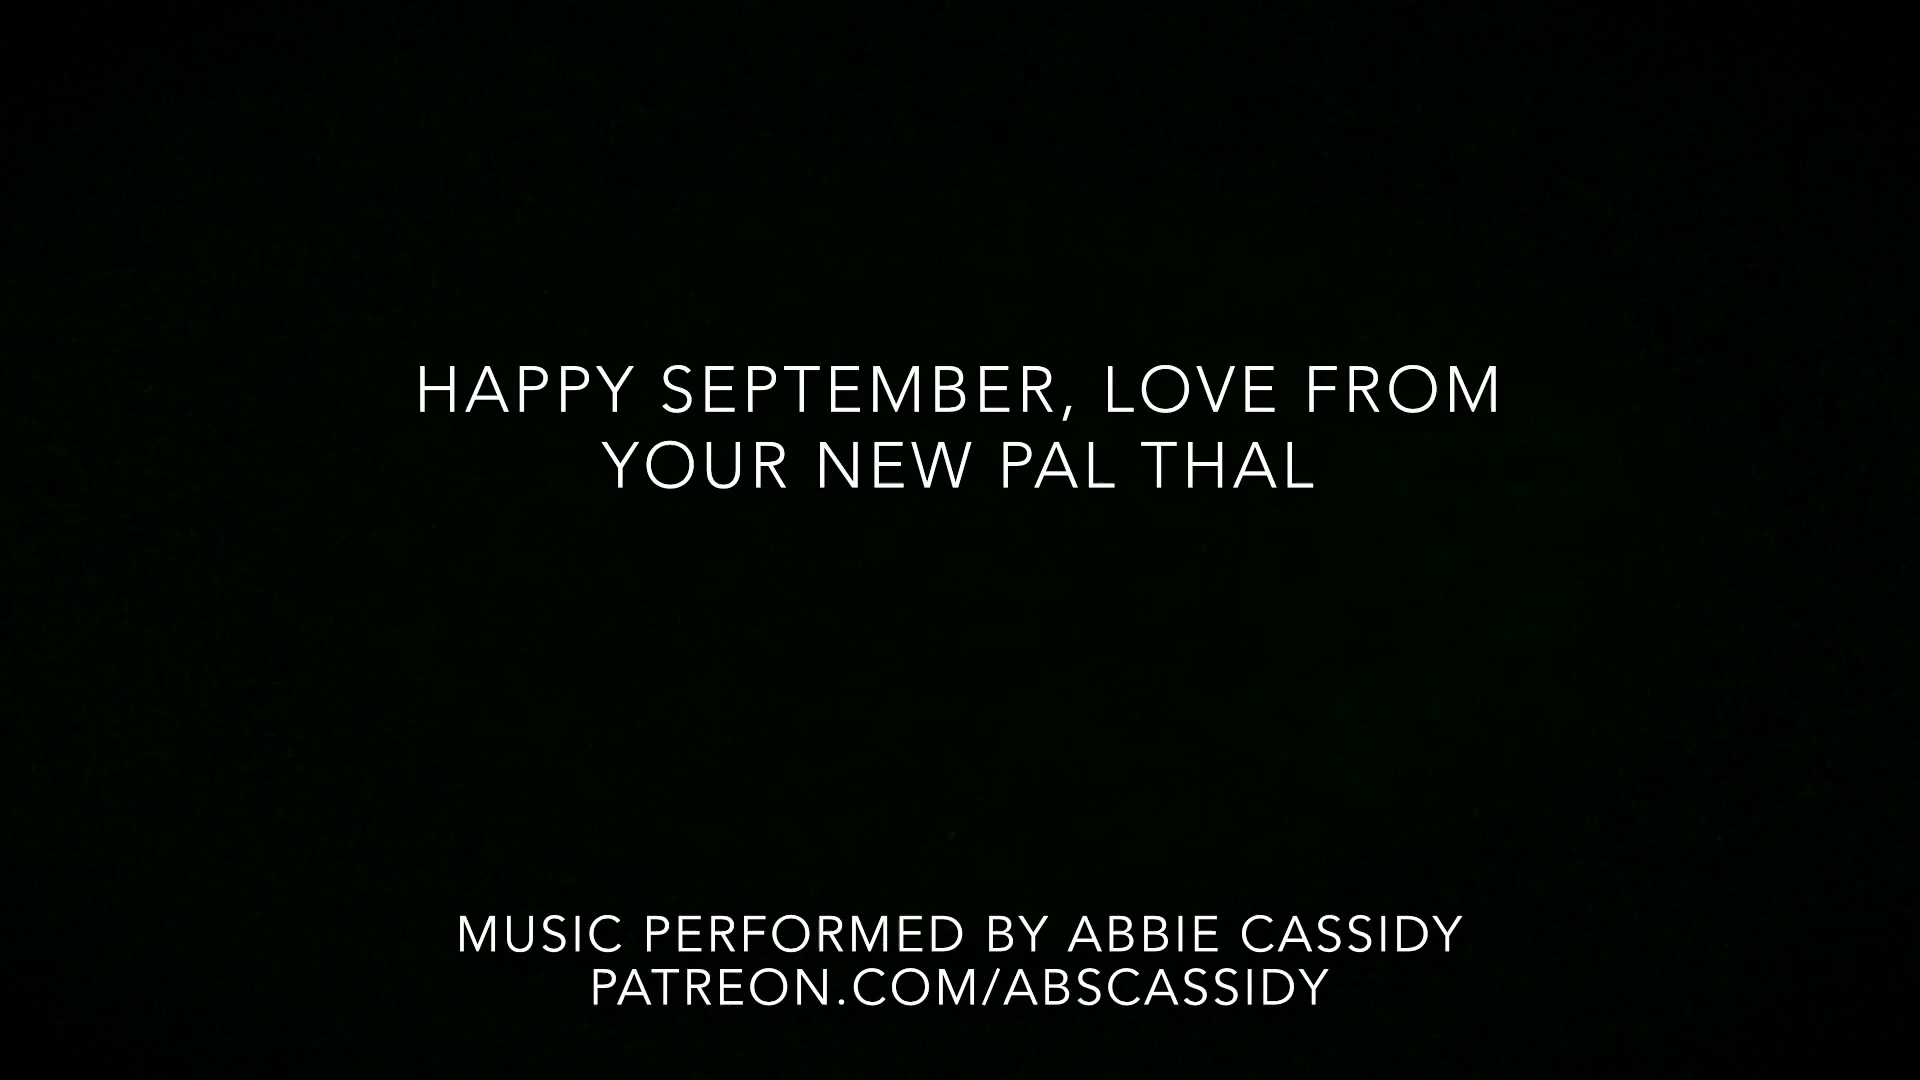 HAPPY SEPTEMBER, LOVE FROM
YOUR NEW PAL THAL
MUSIC PERFORMED BY ABBIE CASSIDY
PATREON.COM/ABSCASSIDY